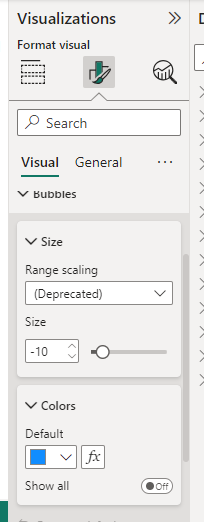 Visualizations
Format visual
Search
Visual General
Bubbles
Size
Range scaling
(Deprecated)
Size
-10
Colors
Default
fx
Show all Off